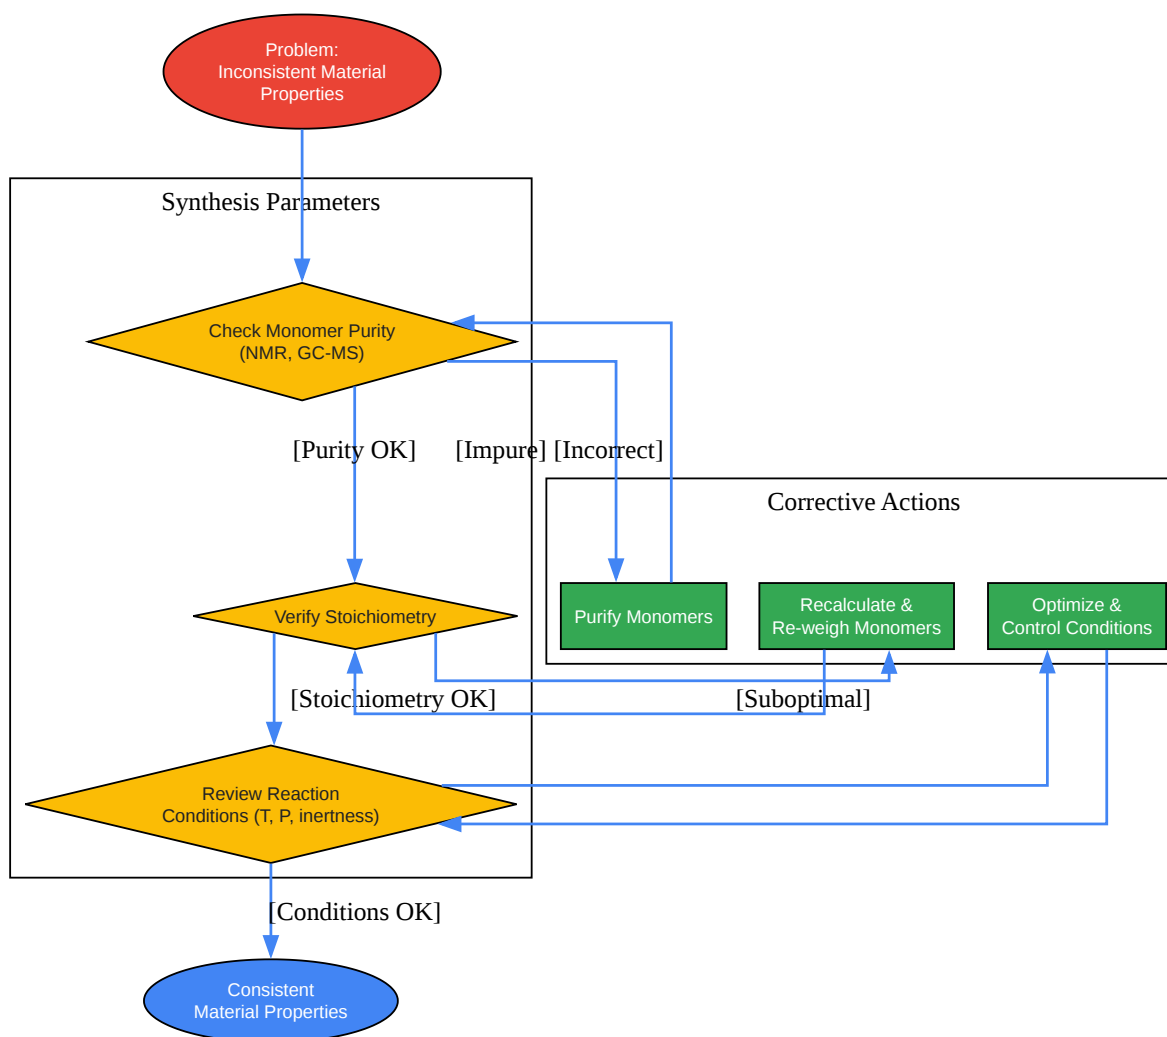 Problem:
Inconsistent Material
Properties
Synthesis Parameters
Check Monomer Purity
(NMR, GC-MS)
[Purity OK]
[Impure]
[Incorrect]
Corrective Actions
Purify Monomers
Recalculate &
Re-weigh Monomers
Optimize &
Control Conditions
Verify Stoichiometry
[Stoichiometry OK]
[Suboptimal]
Review Reaction
Conditions (T, P, inertness)
[Conditions OK]
Consistent
Material Properties